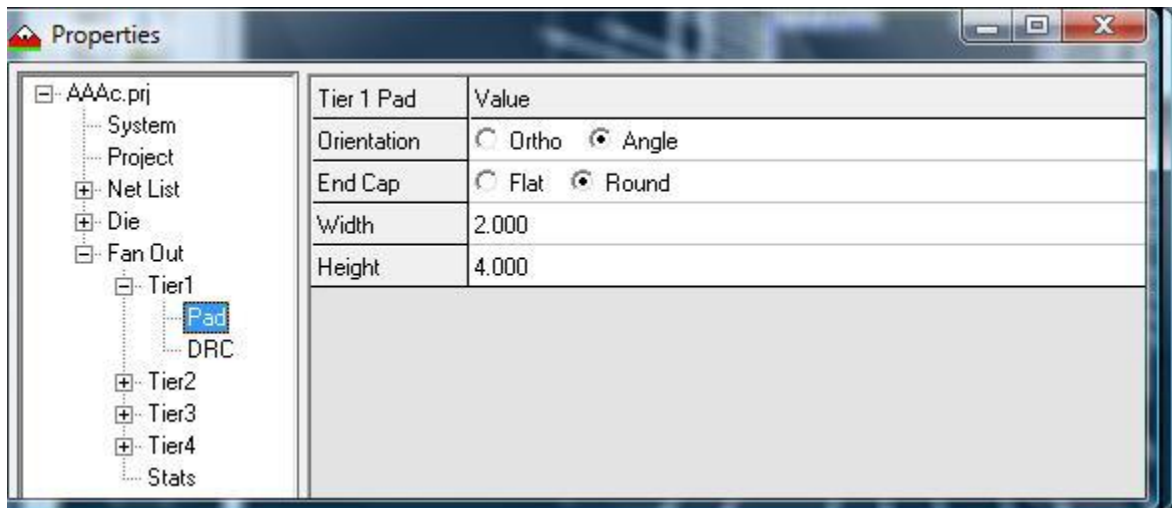 Properties
AAAc.prj
System
Project
Net List
Die
Fan Out
Tier1
Pad
DRC
Tier2
Tier3
Tier4
Stats
Tier 1 Pad Value
Orientation Ortho Angle
End Cap Flat Round
Width 2.000
Height 4.000